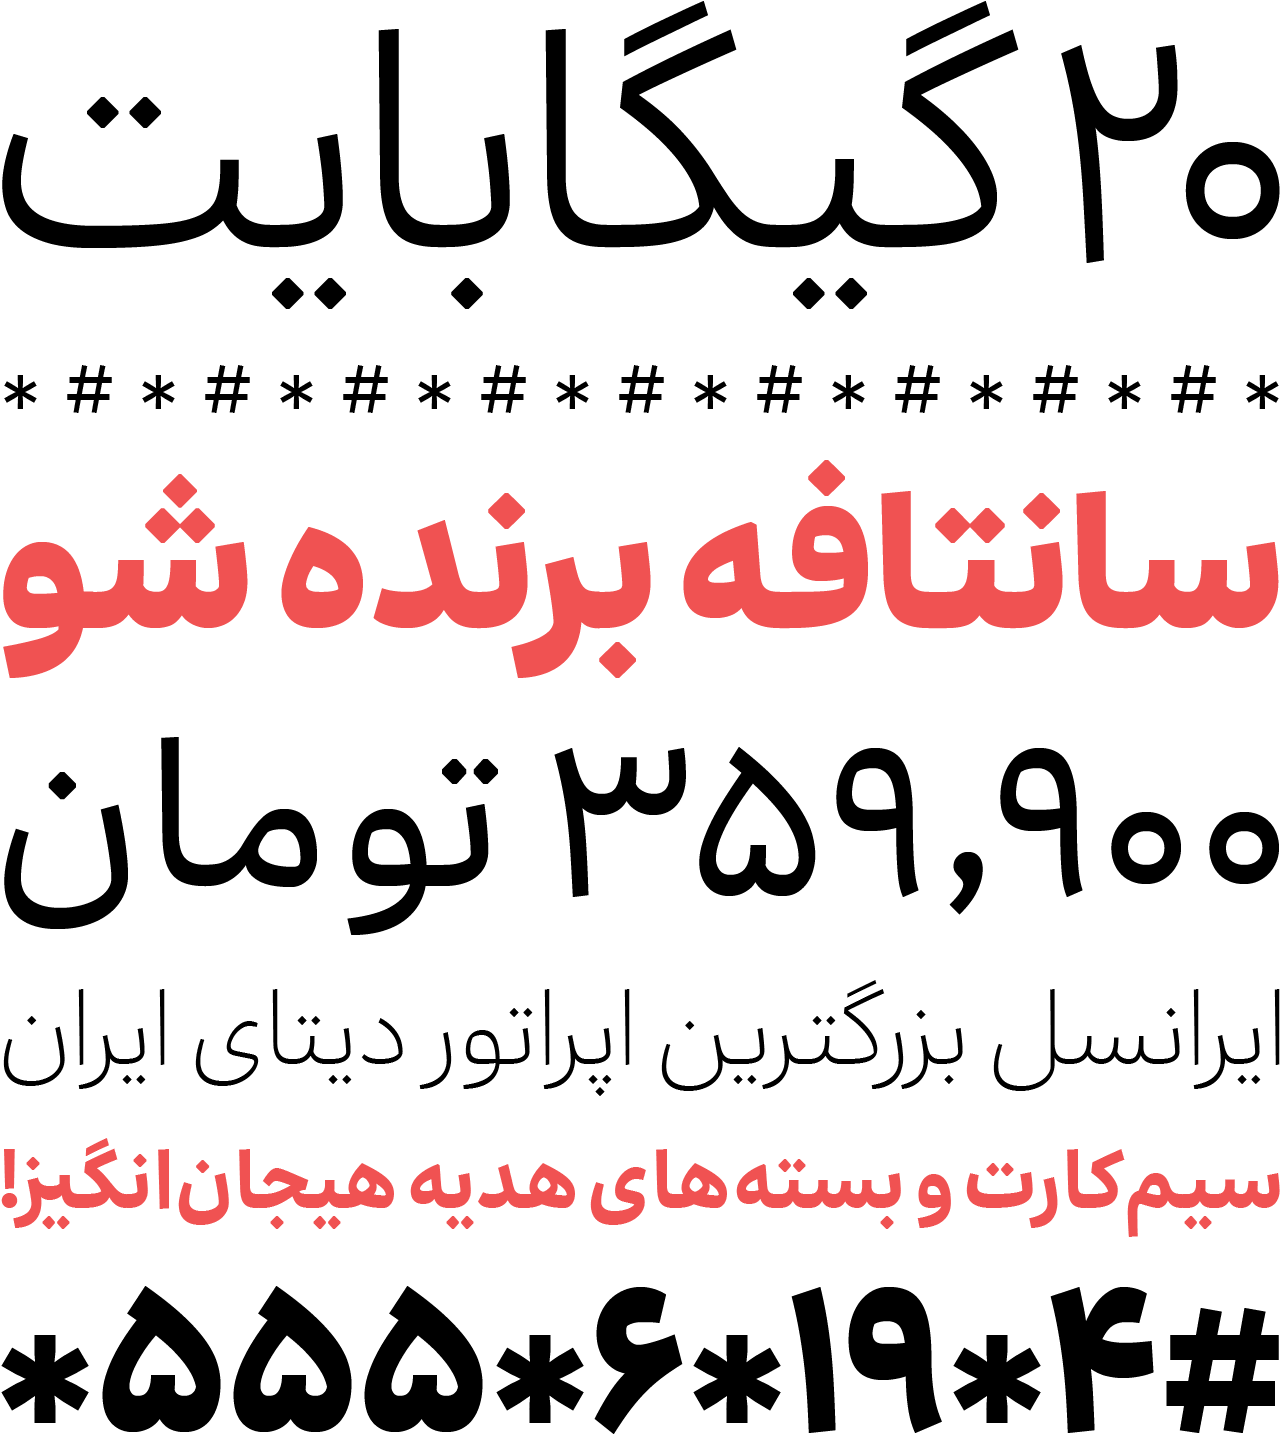 ۲۰ گیگابایت
* # * # * # * # * # * # * # * # * # *
سانتافه برنده شو
۳۵۹,۹۰۰ تومان
ایرانسل بزرگترین اپراتور دیتای ایران
سیم‌کارت و بسته‌های هدیه هیجان‌انگیز!
*۵۵۵*۶*۱۹*۴#